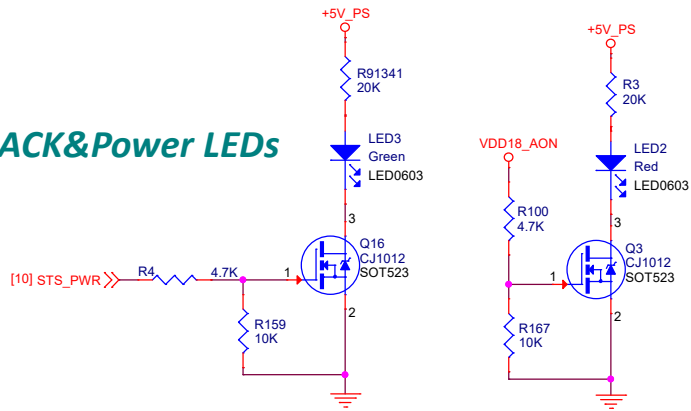 +5V_PS
R91341
20K
ACK&Power LEDs
LED3
Green
LED0603
3
Q16
CJ1012
SOT523
[10] STS_PWR
R4
4.7K
1
2
R159
10K
+5V_PS
R3
20K
VDD18_AON
LED2
Red
LED0603
R100
4.7K
3
Q3
CJ1012
SOT523
1
2
R167
10K